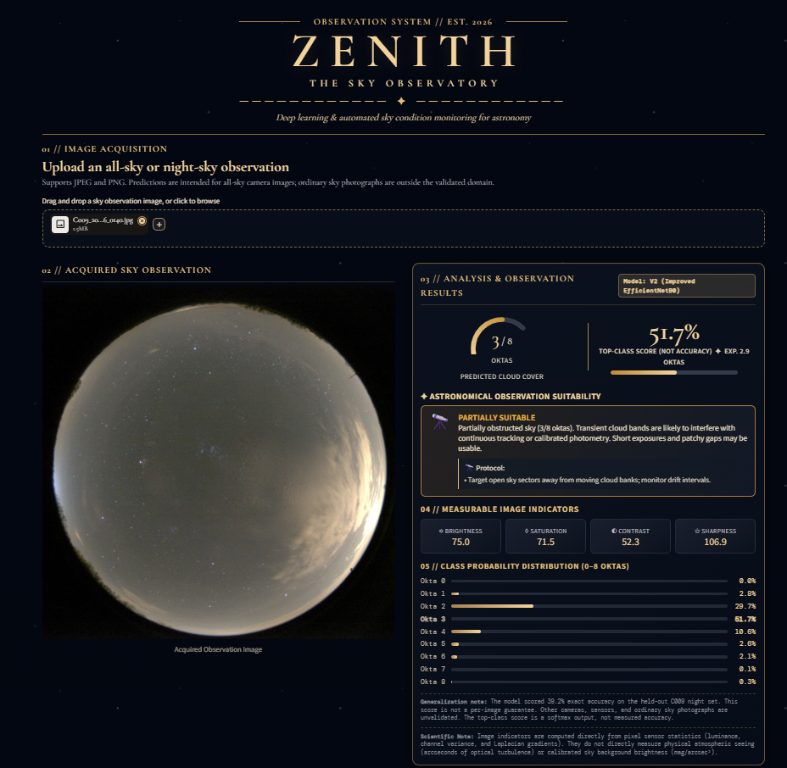 OBSERVATION SYSTEM // EST. 2026
ZENITH
THE SKY OBSERVATORY
Deep learning & automated sky condition monitoring for astronomy
01 // IMAGE ACQUISITION
Upload an all-sky or night-sky observation
Supports JPEG and PNG. Predictions are intended for all-sky camera images; ordinary sky photographs are outside the validated domain.
Drag and drop a sky observation image, or click to browse
C009_20...6_0140.jpg
1.5MB
02 // ACQUIRED SKY OBSERVATION
Acquired Observation Image
03 // ANALYSIS & OBSERVATION
RESULTS
Model: V2 (Improved
EfficientNetB0)
3/8
OKTAS
PREDICTED CLOUD COVER
51.7%
TOP-CLASS SCORE (NOT ACCURACY) ✦ EXP. 2.9
OKTAS
✦ ASTRONOMICAL OBSERVATION SUITABILITY
PARTIALLY SUITABLE
Partially obstructed sky (3/8 oktas). Transient cloud bands are likely to interfere with
continuous tracking or calibrated photometry. Short exposures and patchy gaps may be
usable.
Protocol:
• Target open sky sectors away from moving cloud banks; monitor drift intervals.
04 // MEASURABLE IMAGE INDICATORS
BRIGHTNESS
75.0
SATURATION
71.5
CONTRAST
52.3
SHARPNESS
106.9
05 // CLASS PROBABILITY DISTRIBUTION (0–8 OKTAS)
Okta 0 0.0%
Okta 1 2.8%
Okta 2 29.7%
Okta 3 51.7%
Okta 4 10.6%
Okta 5 2.6%
Okta 6 2.1%
Okta 7 0.1%
Okta 8 0.3%
Generalization note: The model scored 39.2% exact accuracy on the held-out C009 night set. This
score is not a per-image guarantee. Other cameras, sensors, and ordinary sky photographs are
unvalidated. The top-class score is a softmax output, not measured accuracy.
Scientific Note: Image indicators are computed directly from pixel sensor statistics (luminance,
channel variance, and Laplacian gradients). They do not directly measure physical atmospheric seeing
(arcseconds of optical turbulence) or calibrated sky background brightness (mag/arcsec²).